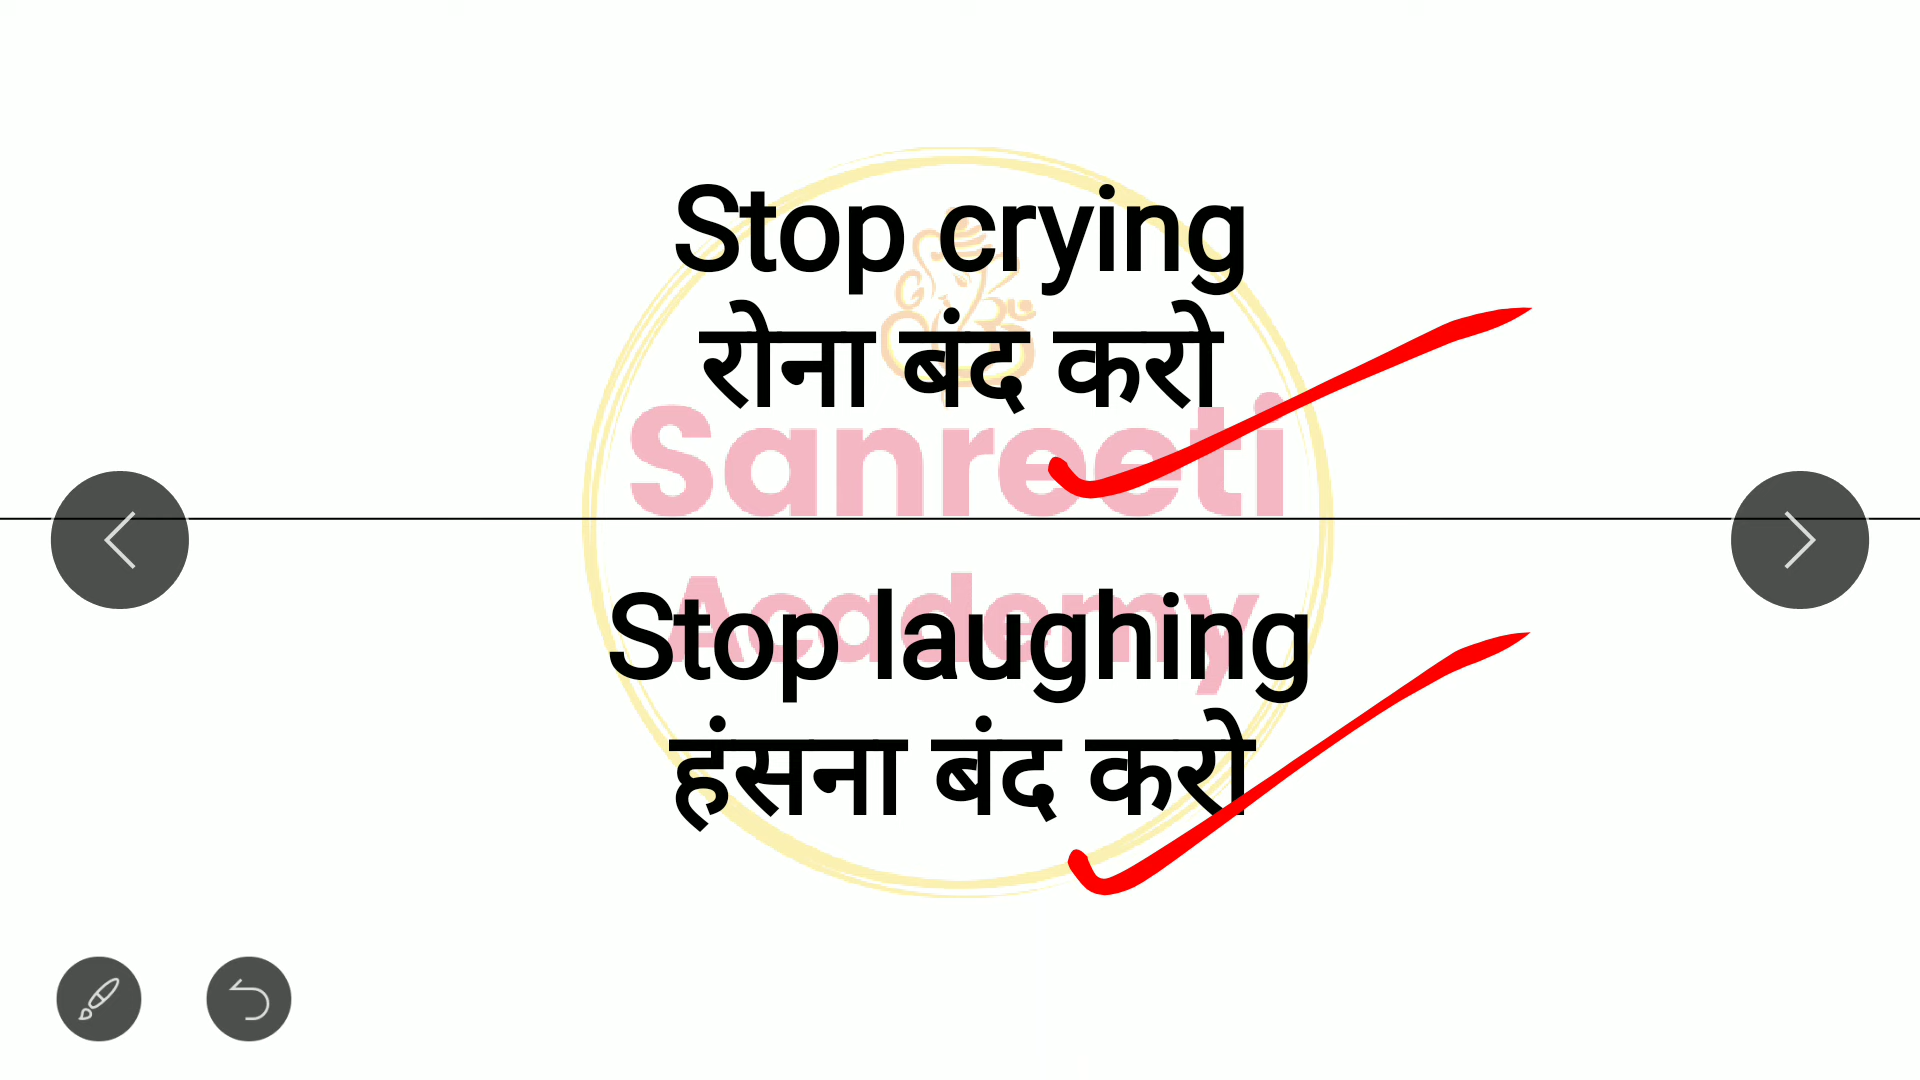 Stop crying
रोना बंद करो
Sanreeti
Academy
Stop laughing
हंसना बंद करो